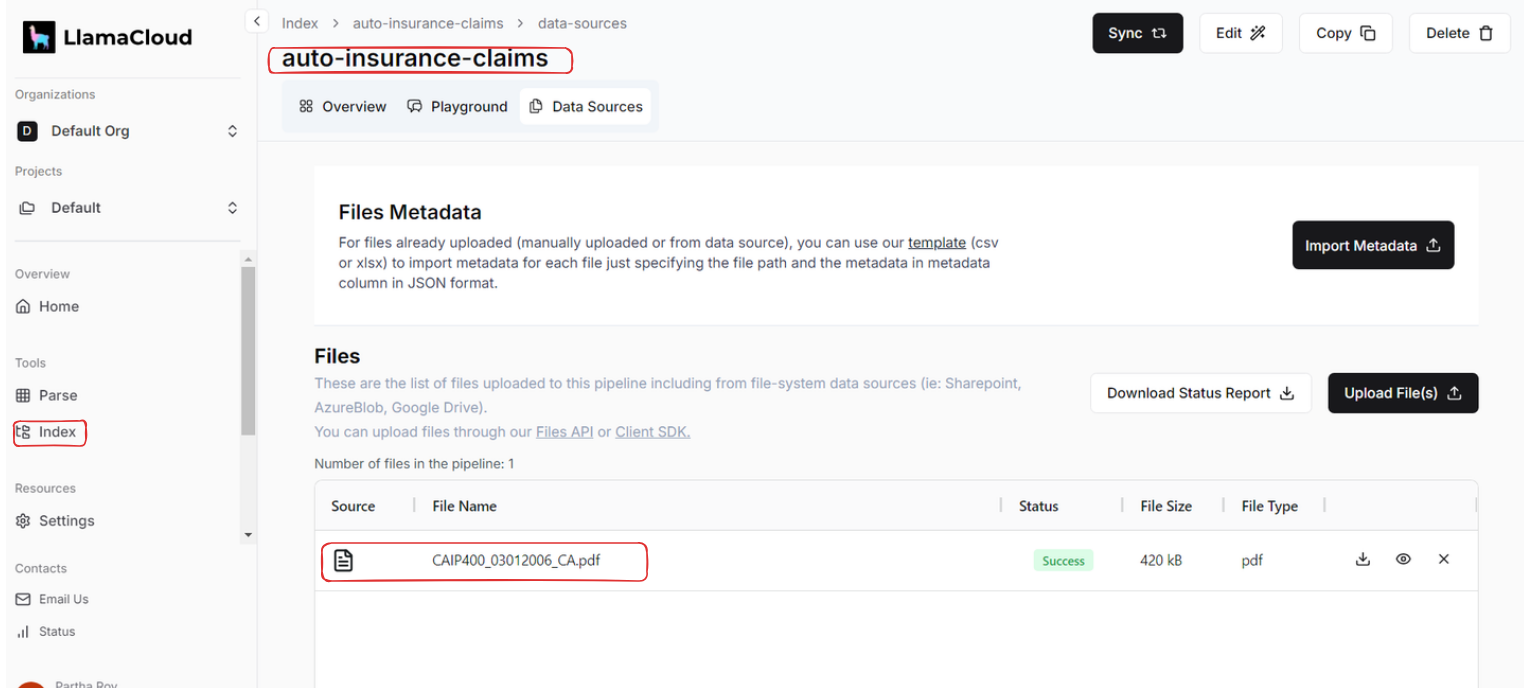 LlamaCloud
Organizations
D Default Org
Projects
Default
Overview
Home
Tools
Parse
Index
Resources
Settings
Contacts
Email Us
Status
Partha Roy
Index > auto-insurance-claims > data-sources
auto-insurance-claims
Sync
Edit
Copy
Delete
Overview
Playground
Data Sources
Files Metadata
For files already uploaded (manually uploaded or from data source), you can use our template (csv
or xlsx) to import metadata for each file just specifying the file path and the metadata in metadata
column in JSON format.
Import Metadata
Files
These are the list of files uploaded to this pipeline including from file-system data sources (ie: Sharepoint,
AzureBlob, Google Drive).
You can upload files through our Files API or Client SDK.
Download Status Report
Upload File(s)
Number of files in the pipeline: 1
Source File Name Status File Size File Type
CAIP400_03012006_CA.pdf Success 420 kB pdf